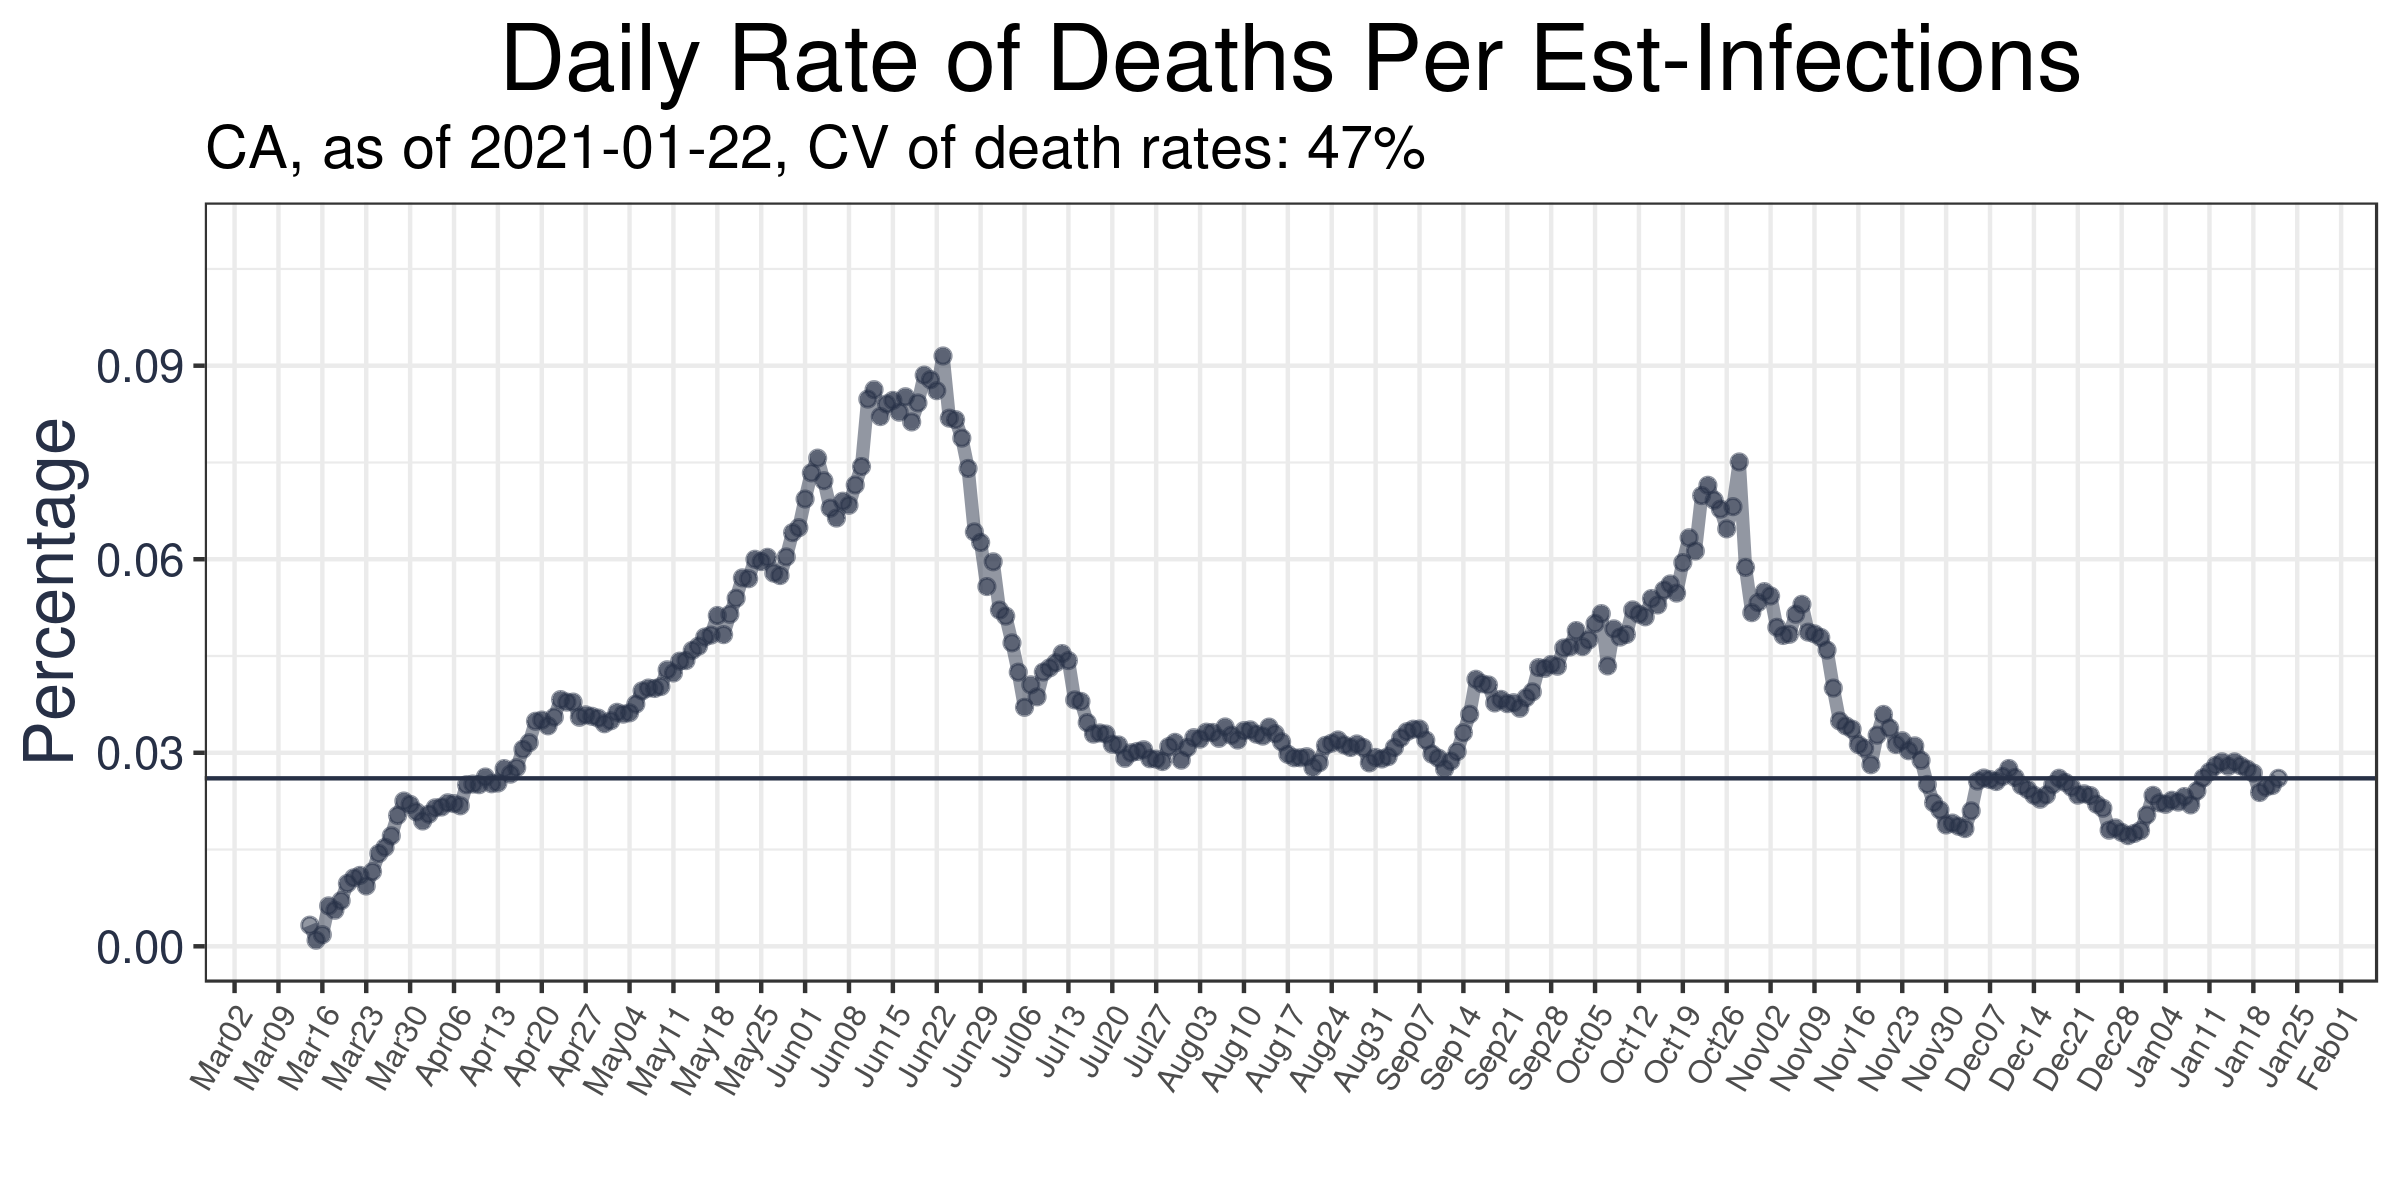 Daily Rate of Deaths Per Est-Infections
CA, as of 2021-01-22, CV of death rates: 47%
Percentage
0.09
0.06
0.03
0.00
Mar02
Mar09
Mar16
Mar23
Mar30
Apr06
Apr13
Apr20
Apr27
May04
May11
May18
May25
Jun01
Jun08
Jun15
Jun22
Jun29
Jul06
Jul13
Jul20
Jul27
Aug03
Aug10
Aug17
Aug24
Aug31
Sep07
Sep14
Sep21
Sep28
Oct05
Oct12
Oct19
Oct26
Nov02
Nov09
Nov16
Nov23
Nov30
Dec07
Dec14
Dec21
Dec28
Jan04
Jan11
Jan18
Jan25
Feb01